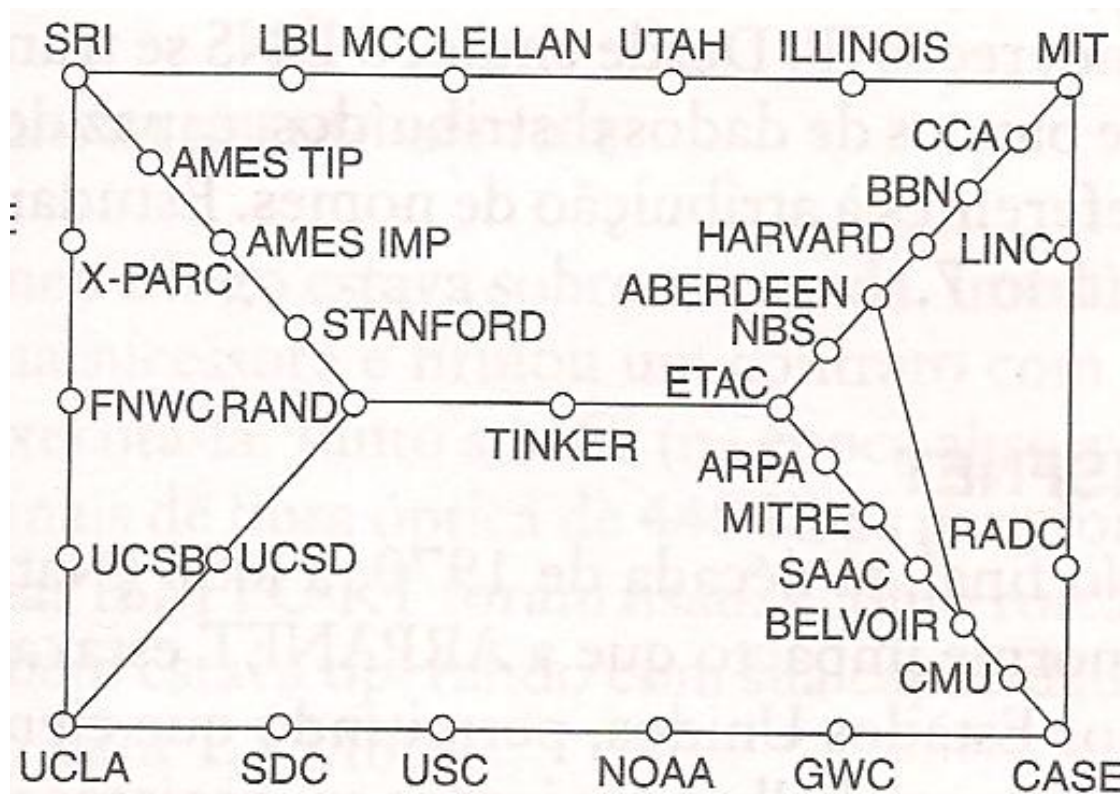 SRI LBL MCCLELLAN UTAH ILLINOIS MIT
CCA
AMES TIP
BBN
AMES IMP HARVARD LINC
X-PARC
ABERDEEN
STANFORD NBS
ETAC
FNWC RAND
TINKER
ARPA
MITRE RADC
UCSB UCSD SAAC
BELVOIR
CMU
UCLA SDC USC NOAA GWC CASE